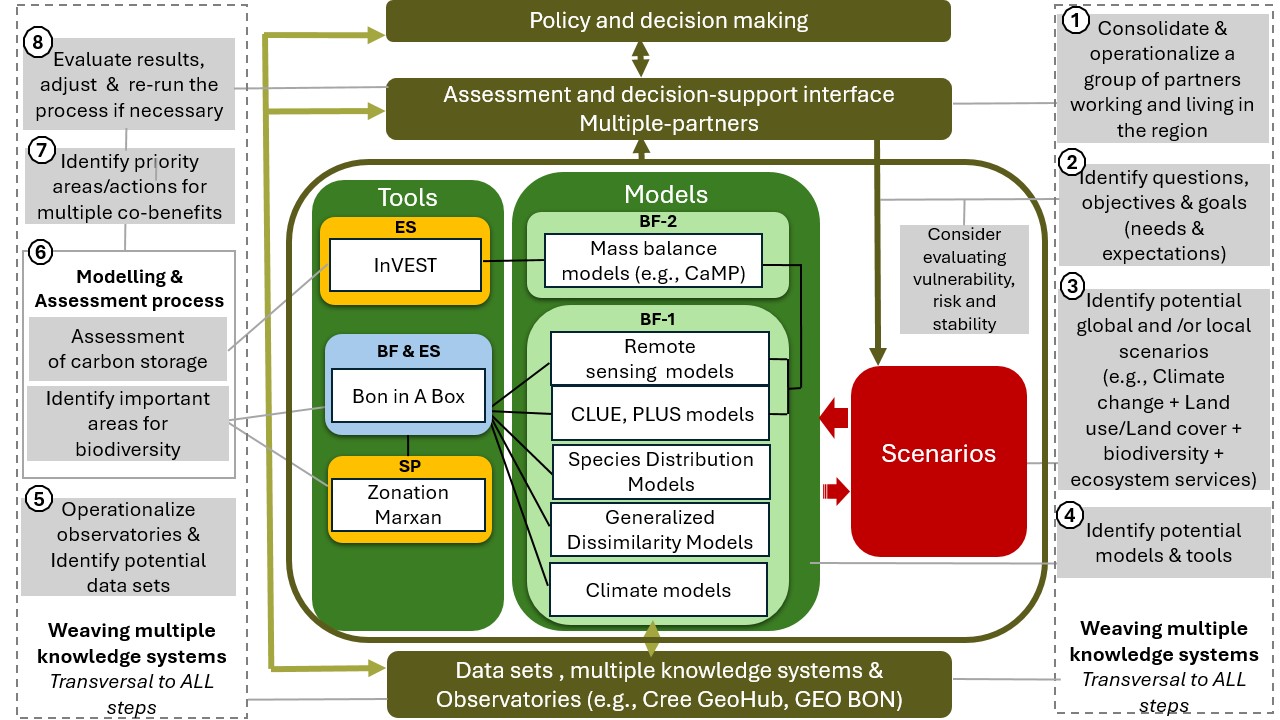 Policy and decision making
Assessment and decision-support interface
Multiple-partners
8
Evaluate results,
adjust & re-run the
process if necessary
7
Identify priority
areas/actions for
multiple co-benefits
6
Modelling &
Assessment process
Assessment
of carbon storage
Identify important
areas for
biodiversity
5
Operationalize
observatories &
Identify potential
data sets
Weaving multiple
knowledge systems
Transversal to ALL
steps
Tools
ES
InVEST
BF & ES
Bon in A Box
SP
Zonation
Marxan
Models
BF-2
Mass balance
models (e.g., CaMP)
BF-1
Remote
sensing models
CLUE, PLUS models
Species Distribution
Models
Generalized
Dissimilarity Models
Climate models
Consider
evaluating
vulnerability,
risk and
stability
Scenarios
Data sets , multiple knowledge systems &
Observatories (e.g., Cree GeoHub, GEO BON)
1
Consolidate &
operationalize a
group of partners
working and living in
the region
2
Identify questions,
objectives & goals
(needs &
expectations)
3
Identify potential
global and /or local
scenarios
(e.g., Climate
change + Land
use/Land cover +
biodiversity +
ecosystem services)
4
Identify potential
models & tools
Weaving multiple
knowledge systems
Transversal to ALL
steps